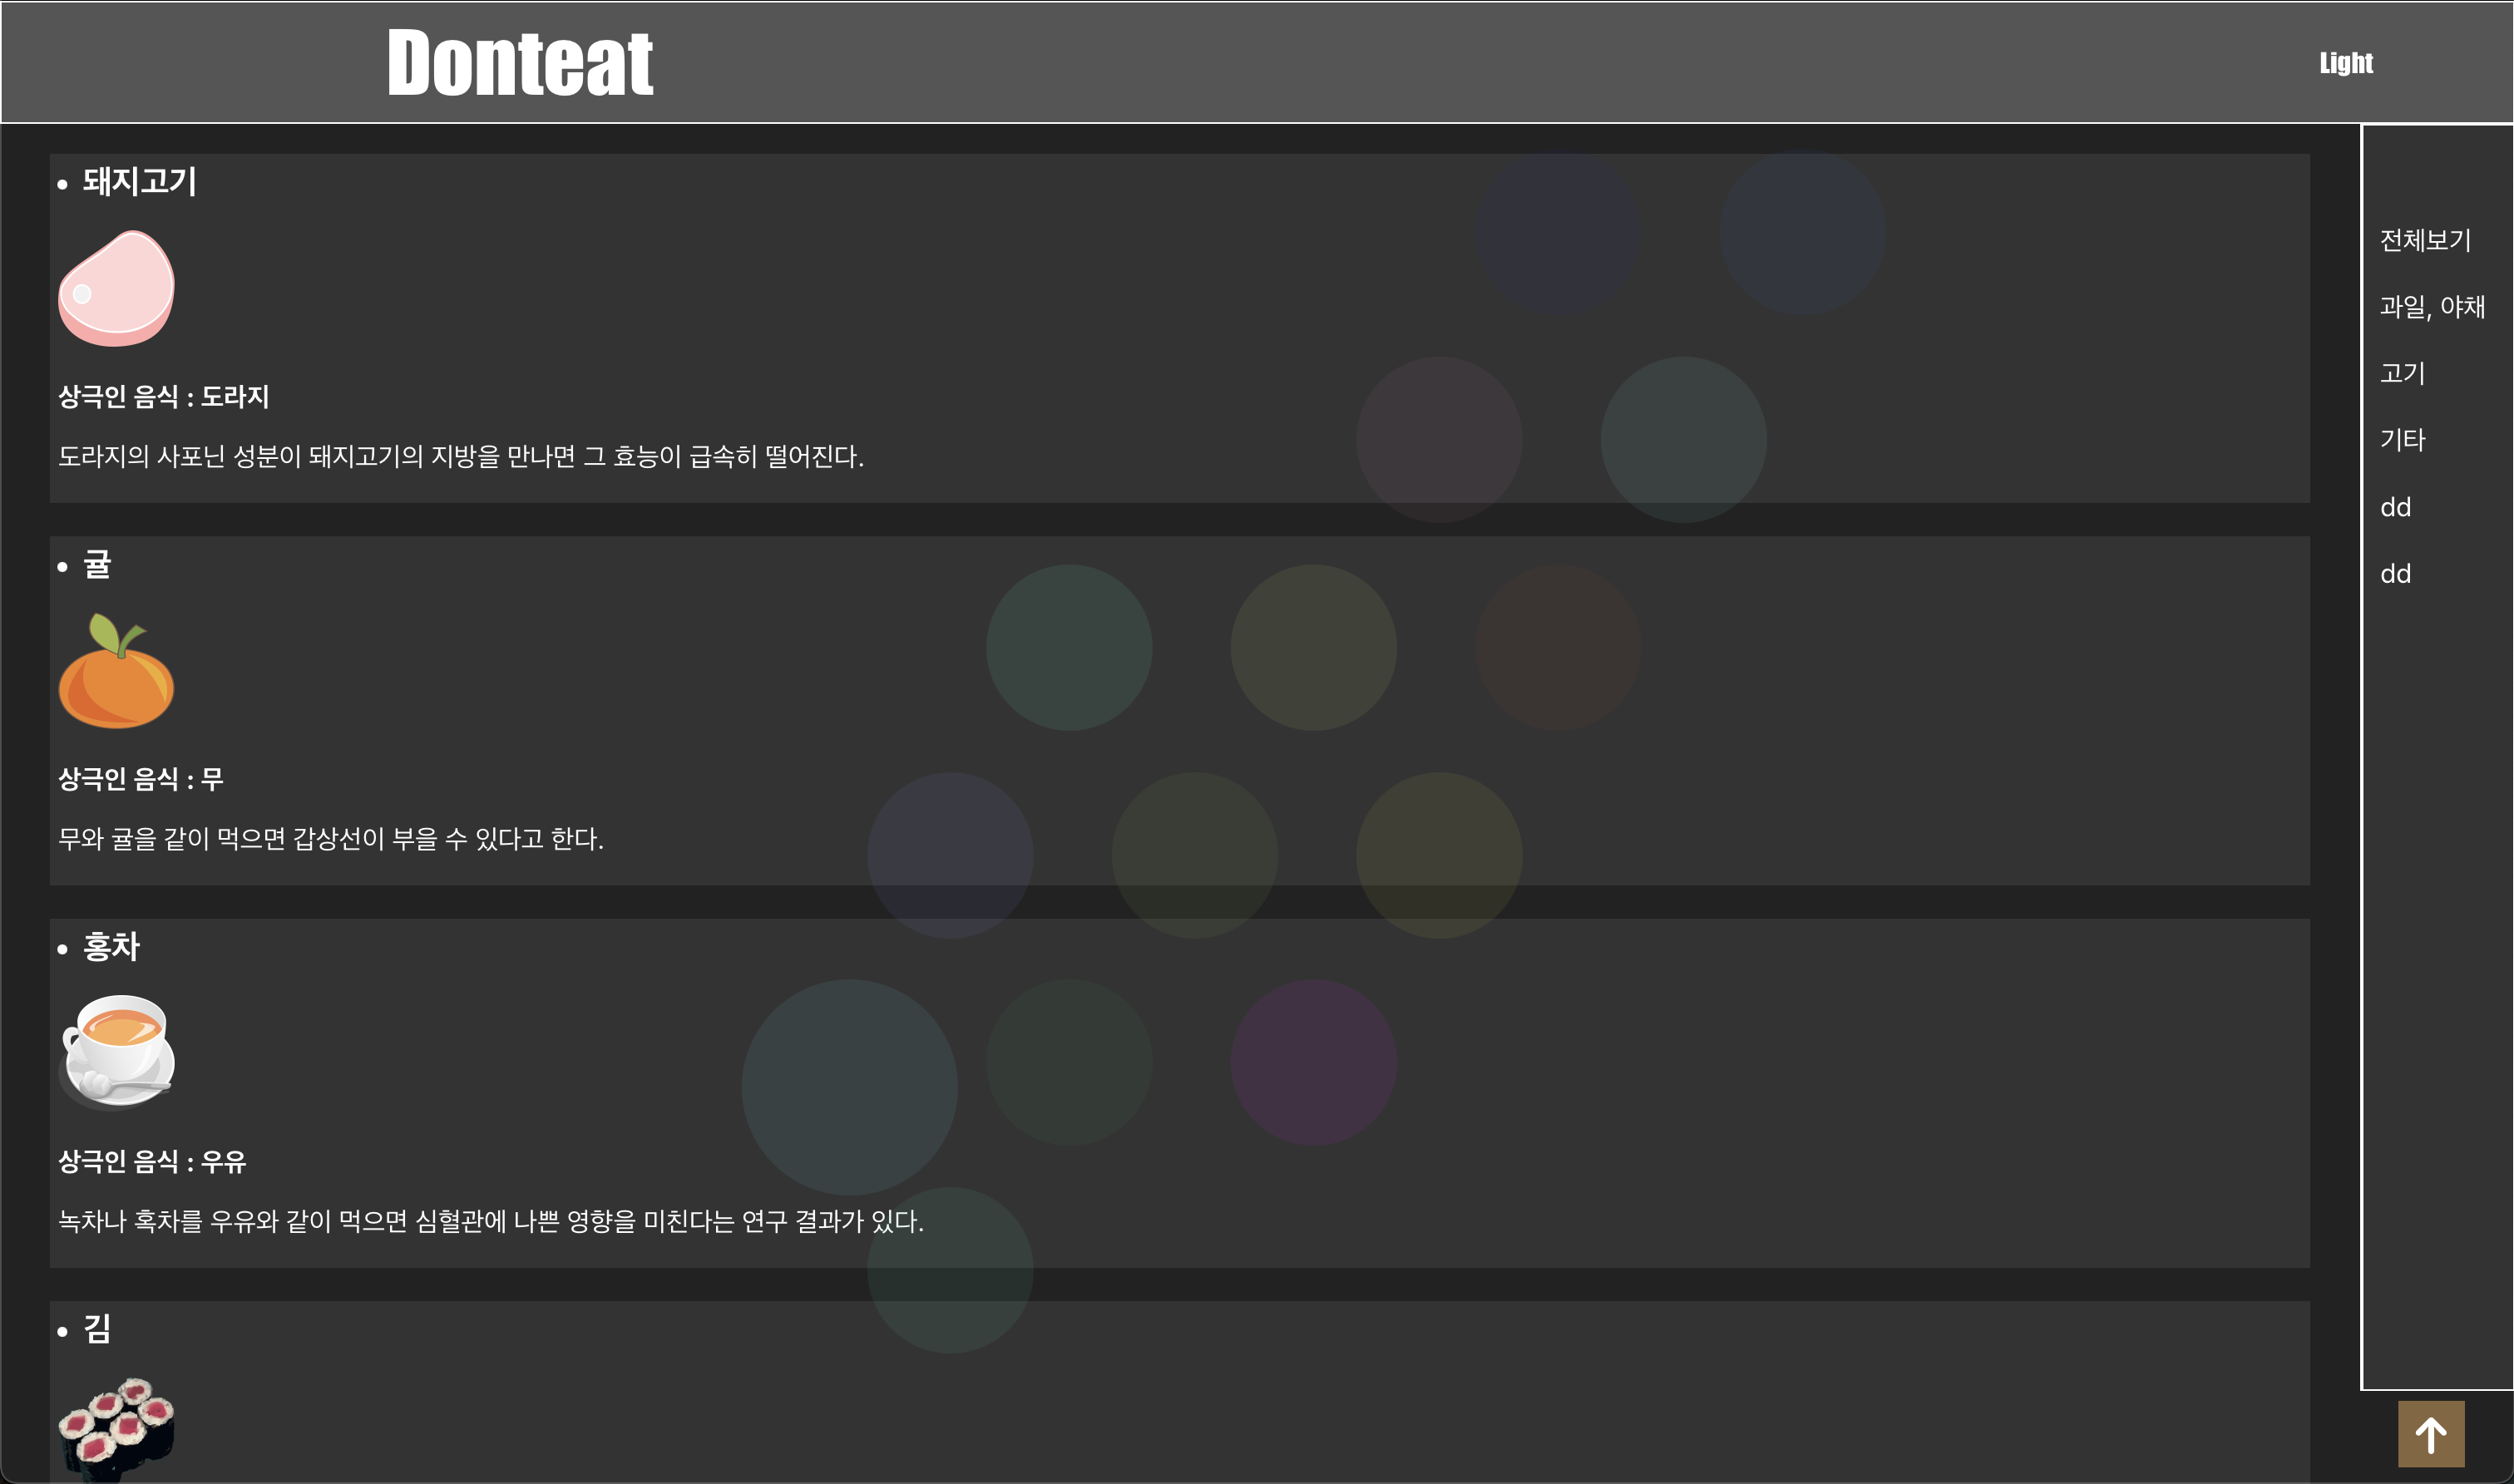 Donteat
Light
• 돼지고기
상극인 음식 : 도라지
도라지의 사포닌 성분이 돼지고기의 지방을 만나면 그 효능이 급속히 떨어진다.
• 귤
상극인 음식 : 무
무와 귤을 같이 먹으면 갑상선이 부을 수 있다고 한다.
• 홍차
상극인 음식 : 우유
녹차나 혹차를 우유와 같이 먹으면 심혈관에 나쁜 영향을 미친다는 연구 결과가 있다.
• 김
전체보기
과일, 야채
고기
기타
dd
dd